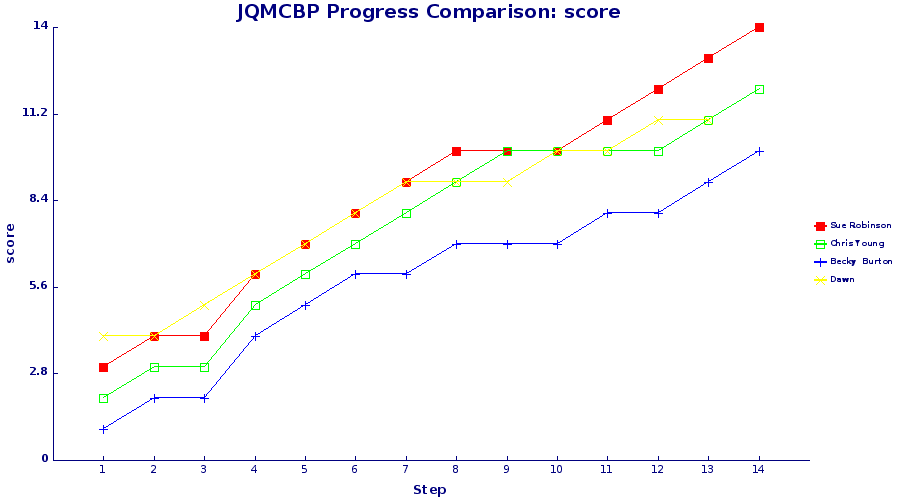 JQMCBP Progress Comparison: score
14
11.2
8.4
5.6
2.8
0
score
1 2 3 4 5 6 7 8 9 10 11 12 13 14
Step
Sue Robinson
Chris Young
Becky Burton
Dawn